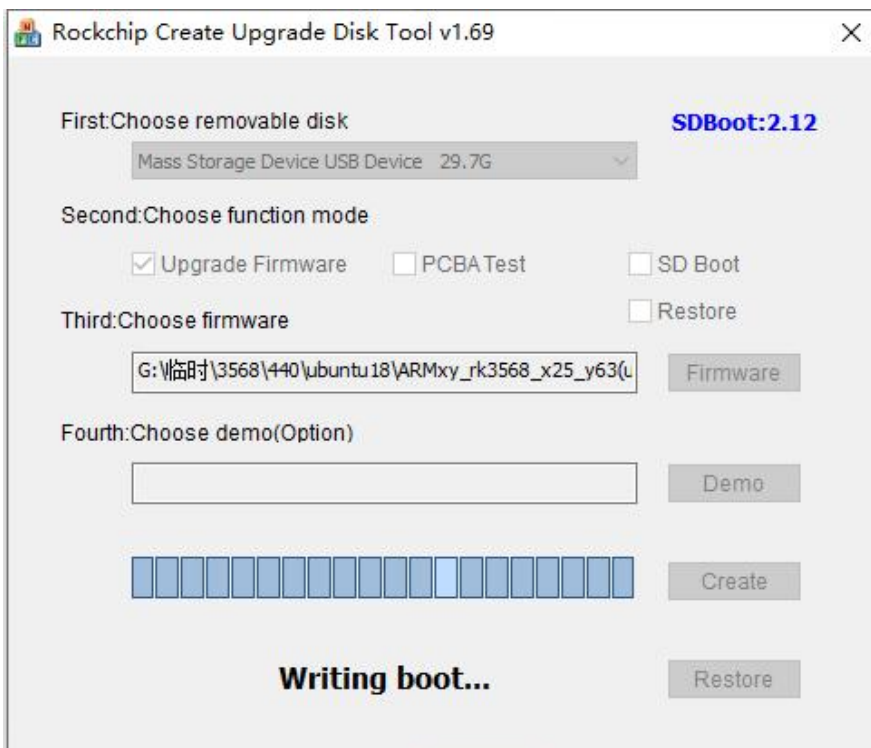 Rockchip Create Upgrade Disk Tool v1.69
First:Choose removable disk
SDBoot:2.12
Mass Storage Device USB Device 29.7G
Second:Choose function mode
Upgrade Firmware PCBATest SD Boot
Restore
Third:Choose firmware
G:\临时\3568\440\ubuntu18\ARMxy_rk3568_x25_y63(u
Firmware
Fourth:Choose demo(Option)
Demo
Create
Writing boot...
Restore